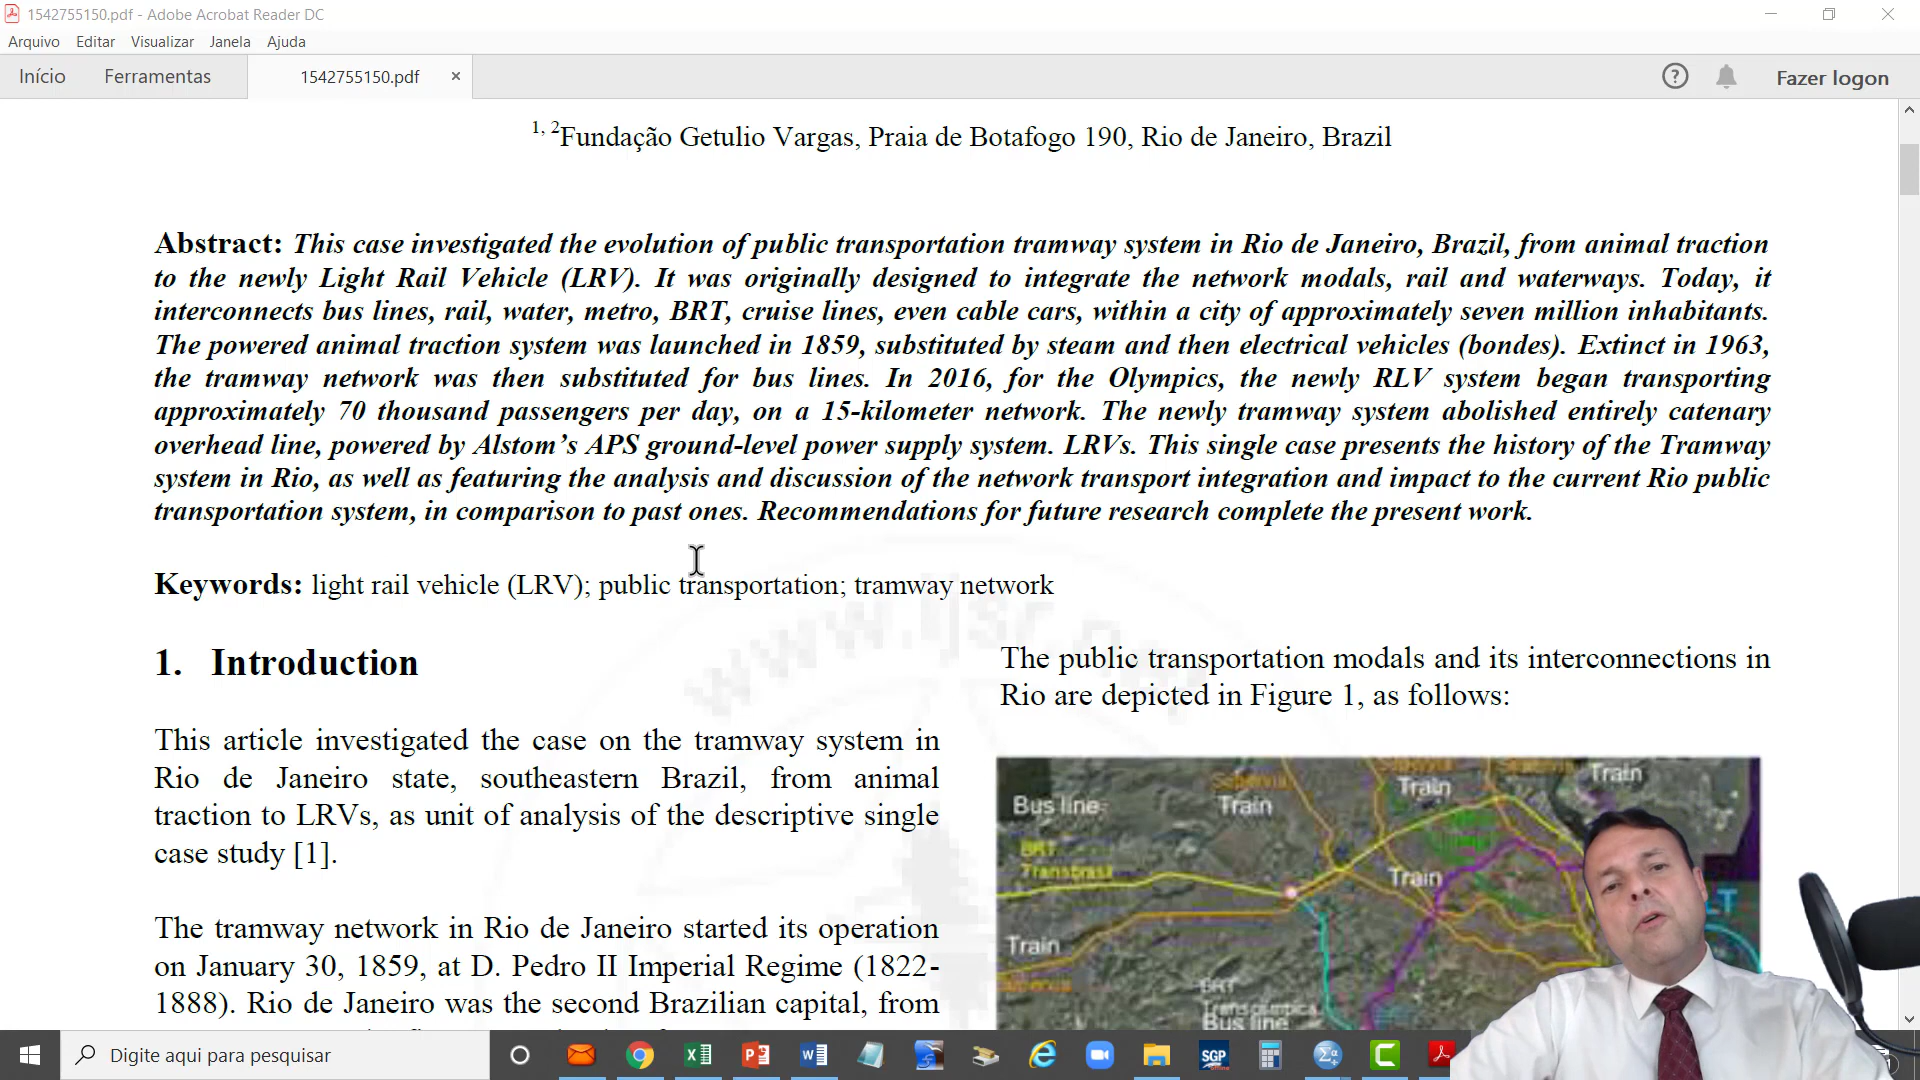 1542755150.pdf - Adobe Acrobat Reader DC
Arquivo Editar Visualizar Janela Ajuda
Início Ferramentas 1542755150.pdf × Fazer logon
1, 2Fundação Getulio Vargas, Praia de Botafogo 190, Rio de Janeiro, Brazil
Abstract: This case investigated the evolution of public transportation tramway system in Rio de Janeiro, Brazil, from animal traction
to the newly Light Rail Vehicle (LRV). It was originally designed to integrate the network modals, rail and waterways. Today, it
interconnects bus lines, rail, water, metro, BRT, cruise lines, even cable cars, within a city of approximately seven million inhabitants.
The powered animal traction system was launched in 1859, substituted by steam and then electrical vehicles (bondes). Extinct in 1963,
the tramway network was then substituted for bus lines. In 2016, for the Olympics, the newly RLV system began transporting
approximately 70 thousand passengers per day, on a 15-kilometer network. The newly tramway system abolished entirely catenary
overhead line, powered by Alstom's APS ground-level power supply system. LRVs. This single case presents the history of the Tramway
system in Rio, as well as featuring the analysis and discussion of the network transport integration and impact to the current Rio public
transportation system, in comparison to past ones. Recommendations for future research complete the present work.
Keywords: light rail vehicle (LRV); public transportation; tramway network
www.ijsr.net
1. Introduction
This article investigated the case on the tramway system in
Rio de Janeiro state, southeastern Brazil, from animal
traction to LRVs, as unit of analysis of the descriptive single
case study [1].
The tramway network in Rio de Janeiro started its operation
on January 30, 1859, at D. Pedro II Imperial Regime (1822-
1888). Rio de Janeiro was the second Brazilian capital, from
The public transportation modals and its interconnections in
Rio are depicted in Figure 1, as follows:
Train
Train
Bus line
Train
BRT
Transbrasil
Train
Train
BRT
Bus line
Digite aqui para pesquisar
SGP